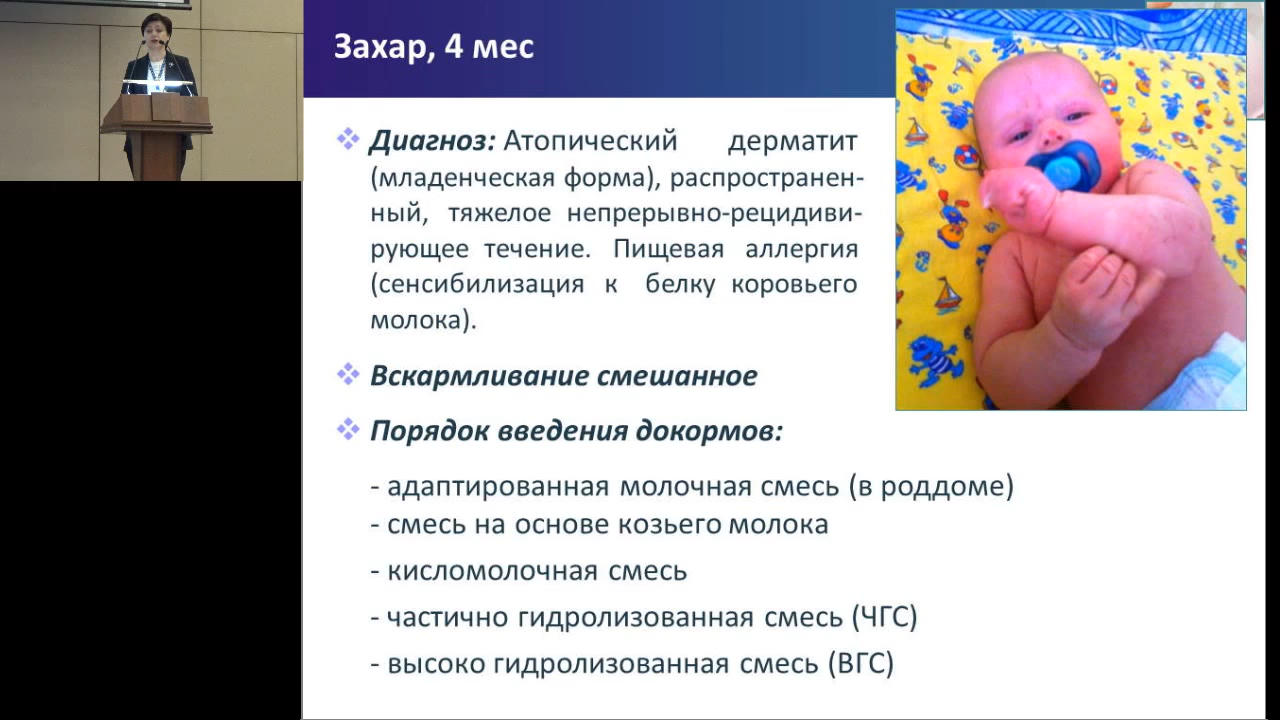 Захар, 4 мес
Диагноз: Атопический дерматит
(младенческая форма), распространен-
ный, тяжелое непрерывно-рецидиви-
рующее течение. Пищевая аллергия
(сенсибилизация к белку коровьего
молока).
Вскармливание смешанное
Порядок введения докормов:
- адаптированная молочная смесь (в роддоме)
- смесь на основе козьего молока
- кисломолочная смесь
- частично гидролизованная смесь (ЧГС)
- высоко гидролизованная смесь (ВГС)